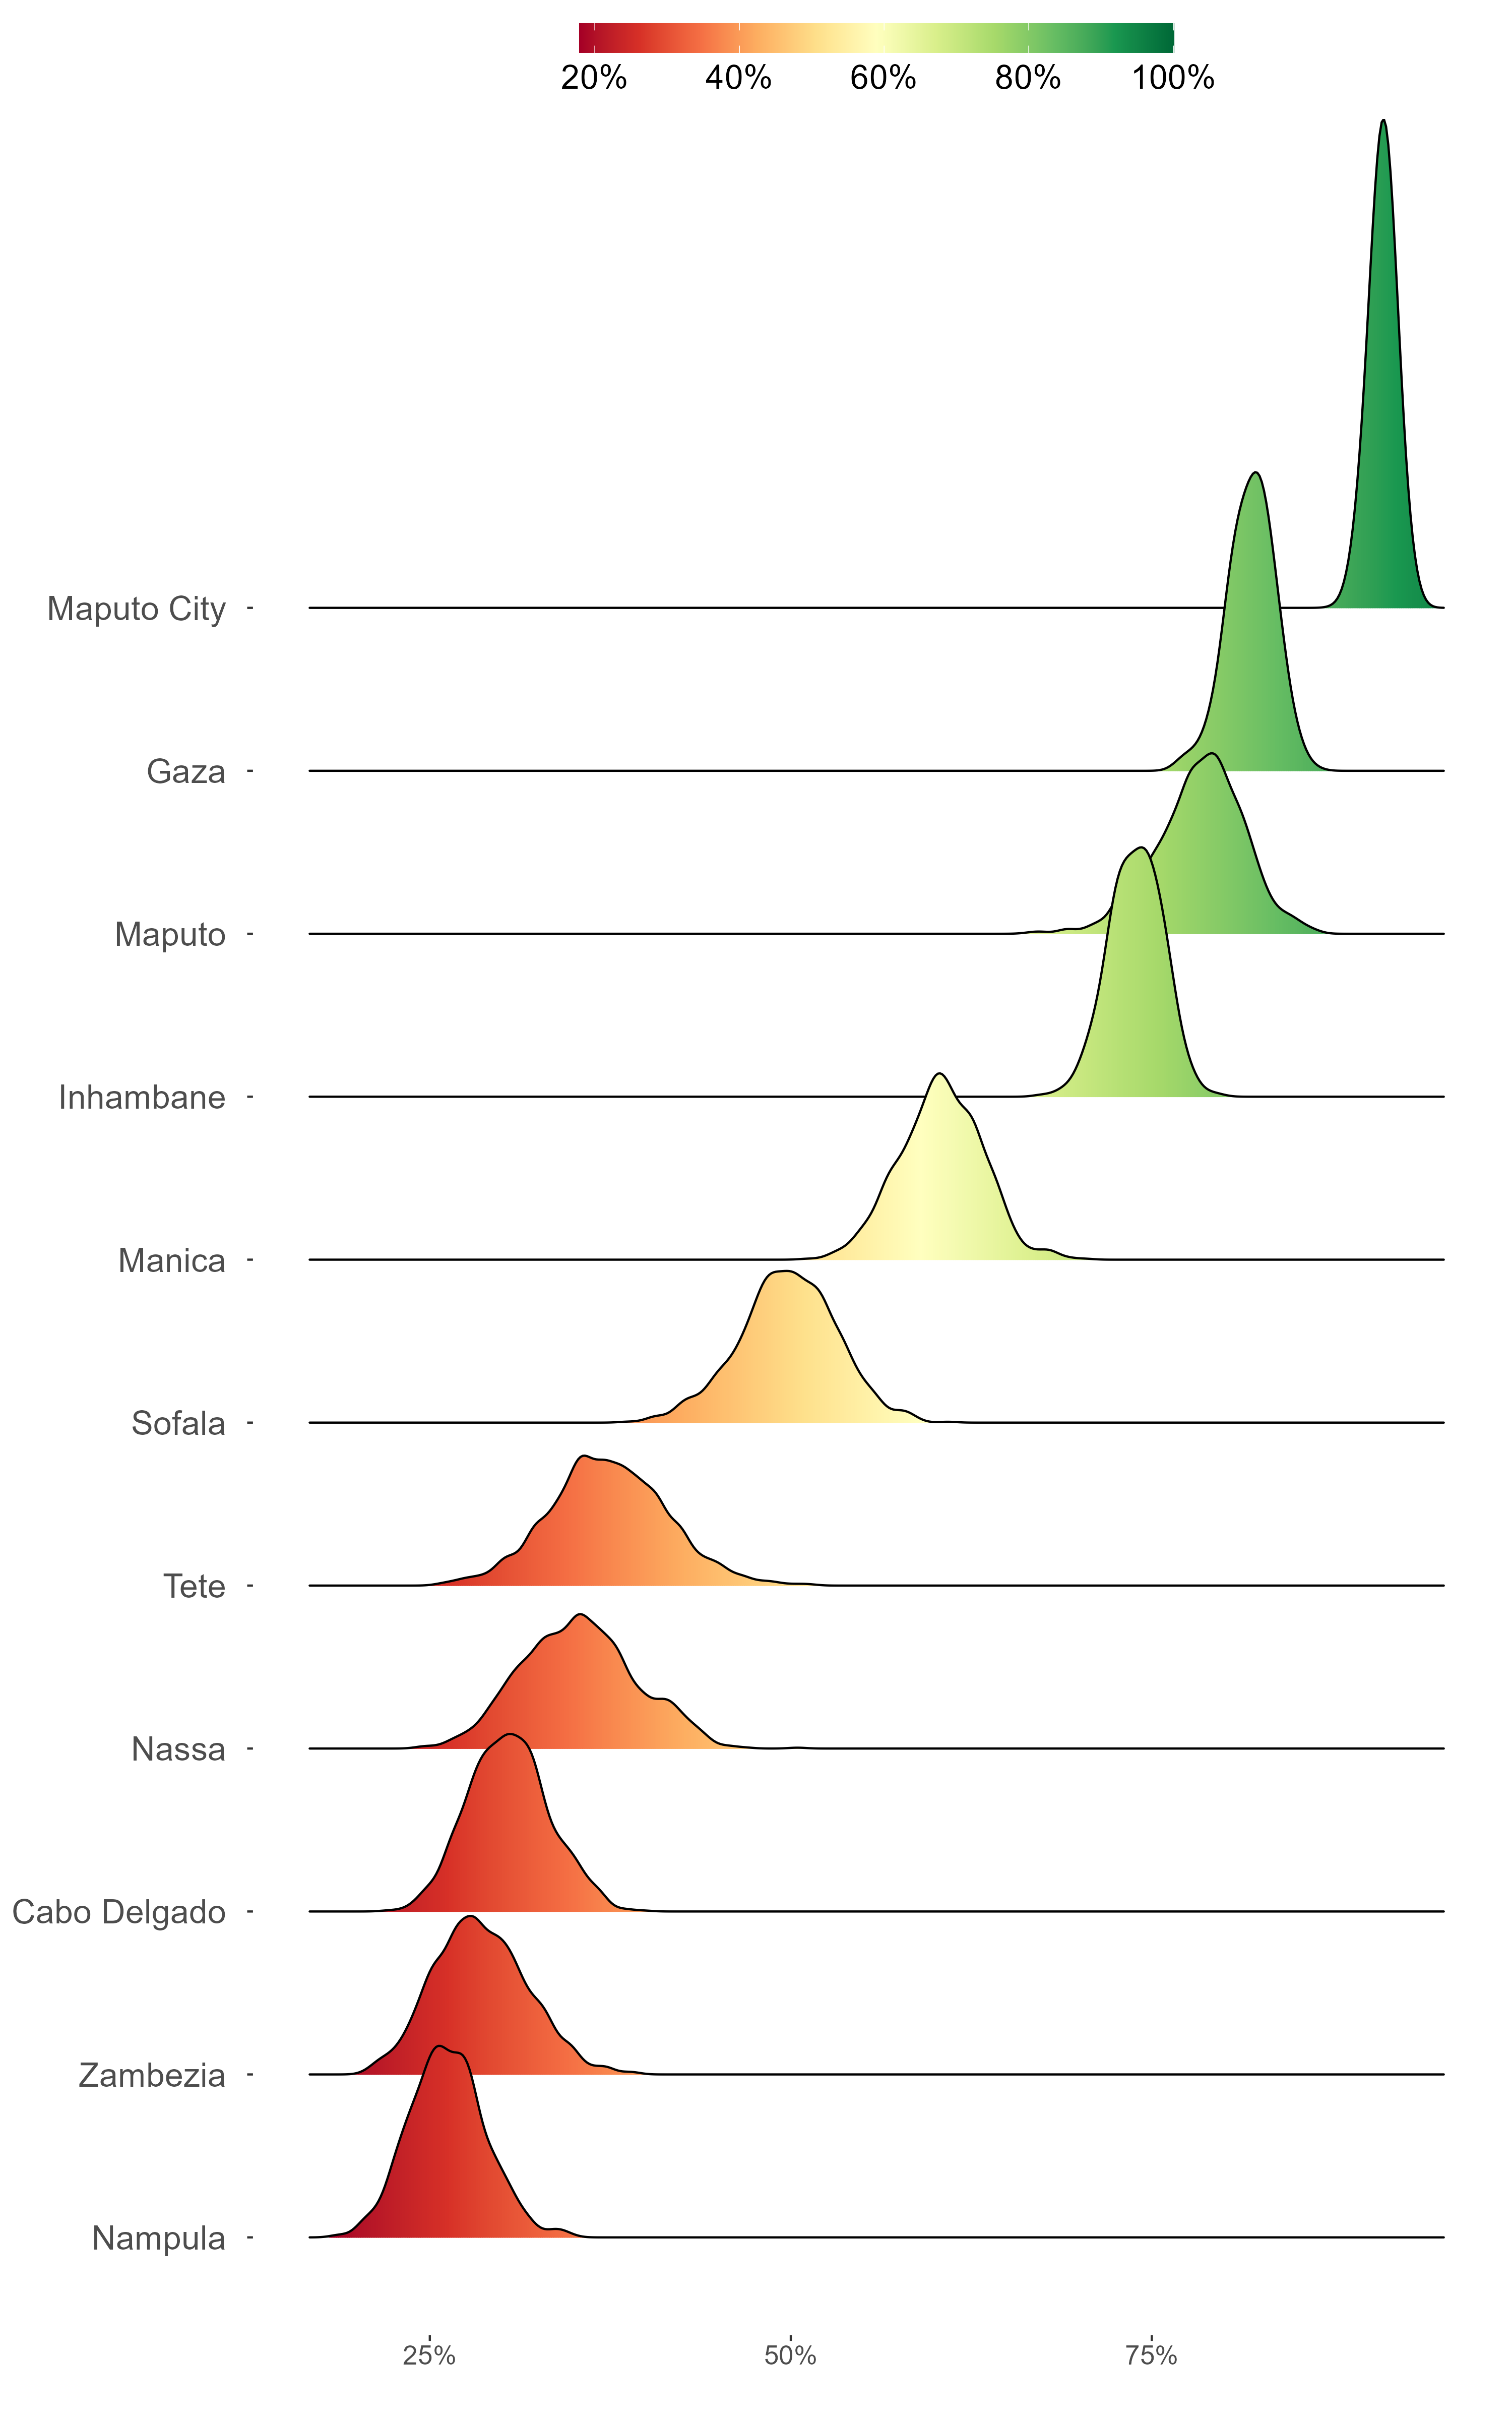 20% 40% 60% 80% 100%
Maputo City
Gaza
Maputo
Inhambane
Manica
Sofala
Tete
Nassa
Cabo Delgado
Zambezia
Nampula
25% 50% 75%